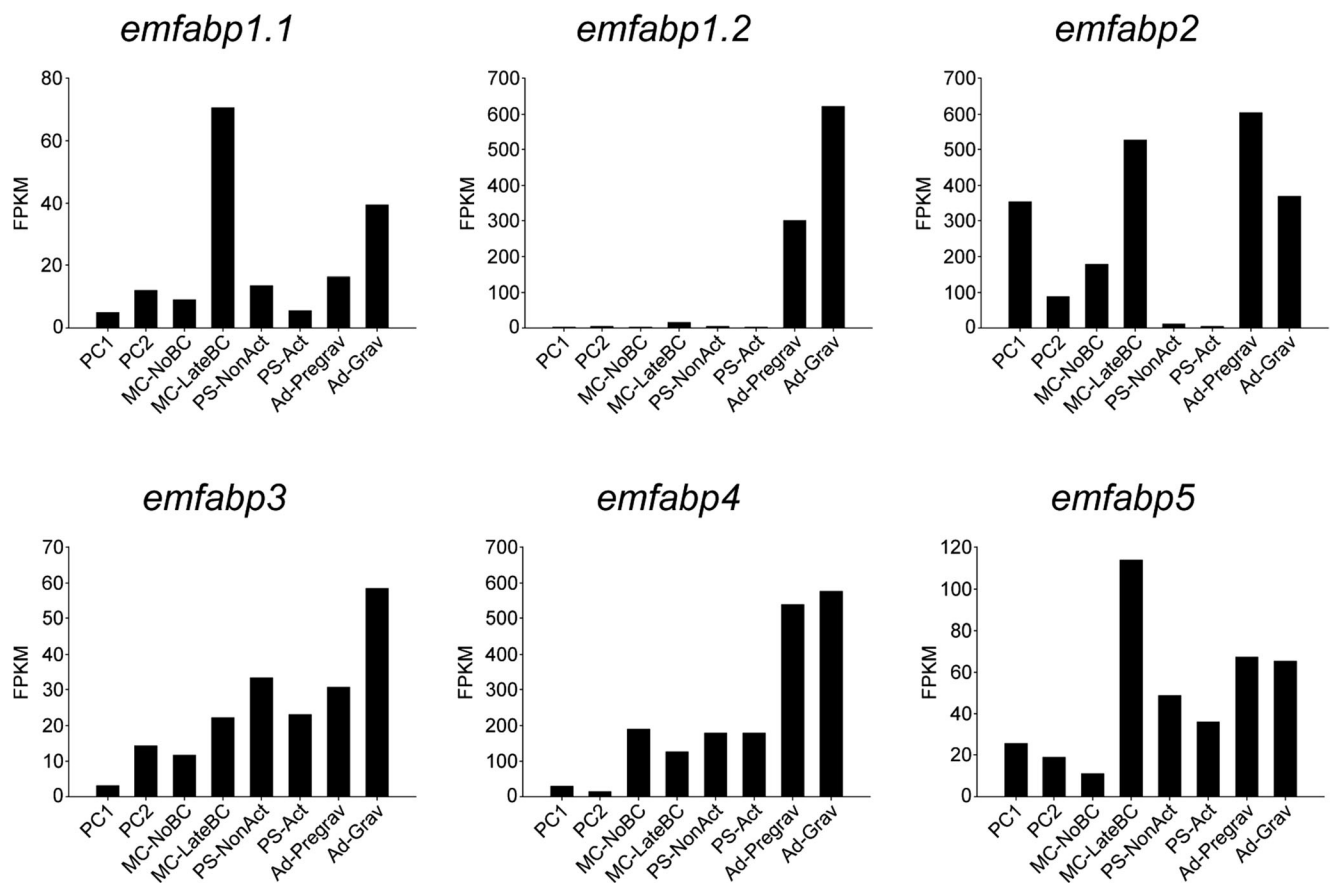 emfabp1.1
80
60
40
20
0
FPKM
PC1
PC2
MC-NoBC
MC-LateBC
PS-NonAct
PS-Act
Ad-Pregrav
Ad-Grav
emfabp1.2
700
600
500
400
300
200
100
0
FPKM
PC1
PC2
MC-NoBC
MC-LateBC
PS-NonAct
PS-Act
Ad-Pregrav
Ad-Grav
emfabp2
700
600
500
400
300
200
100
0
FPKM
PC1
PC2
MC-NoBC
MC-LateBC
PS-NonAct
PS-Act
Ad-Pregrav
Ad-Grav
emfabp3
70
60
50
40
30
20
10
0
FPKM
PC1
PC2
MC-NoBC
MC-LateBC
PS-NonAct
PS-Act
Ad-Pregrav
Ad-Grav
emfabp4
700
600
500
400
300
200
100
0
FPKM
PC1
PC2
MC-NoBC
MC-LateBC
PS-NonAct
PS-Act
Ad-Pregrav
Ad-Grav
emfabp5
120
100
80
60
40
20
0
FPKM
PC1
PC2
MC-NoBC
MC-LateBC
PS-NonAct
PS-Act
Ad-Pregrav
Ad-Grav